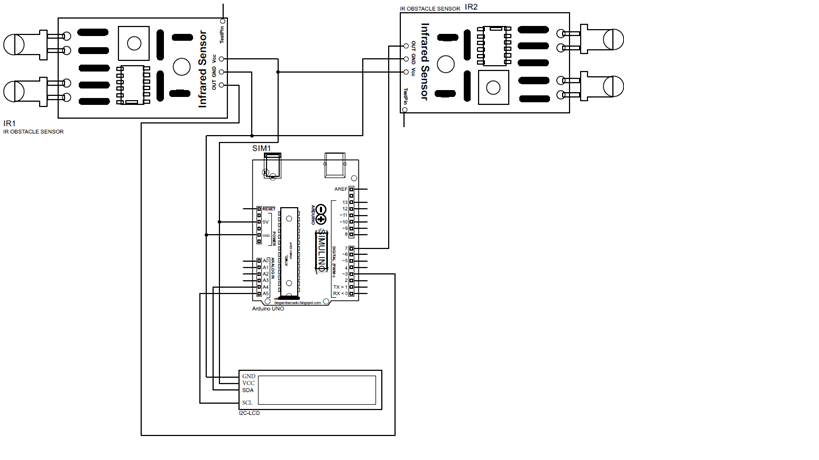 IR OBSTACLE SENSOR IR2
TestPin
Infrared Sensor
Vcc
GND
OUT
OUT
GND
Vcc
Infrared Sensor
TestPin
IR1
IR OBSTACLE SENSOR
SIM1
AREF
RESET
5V
GND
POWER
A0
A1
A2
A3
A4
A5
ANALOG IN
ARDUINO
SIMULINO
13
12
~11
~10
~9
8
7
~6
~5
4
~3
2
TX > 1
RX < 0
Arduino UNO
GND
VCC
SDA
SCL
I2C-LCD